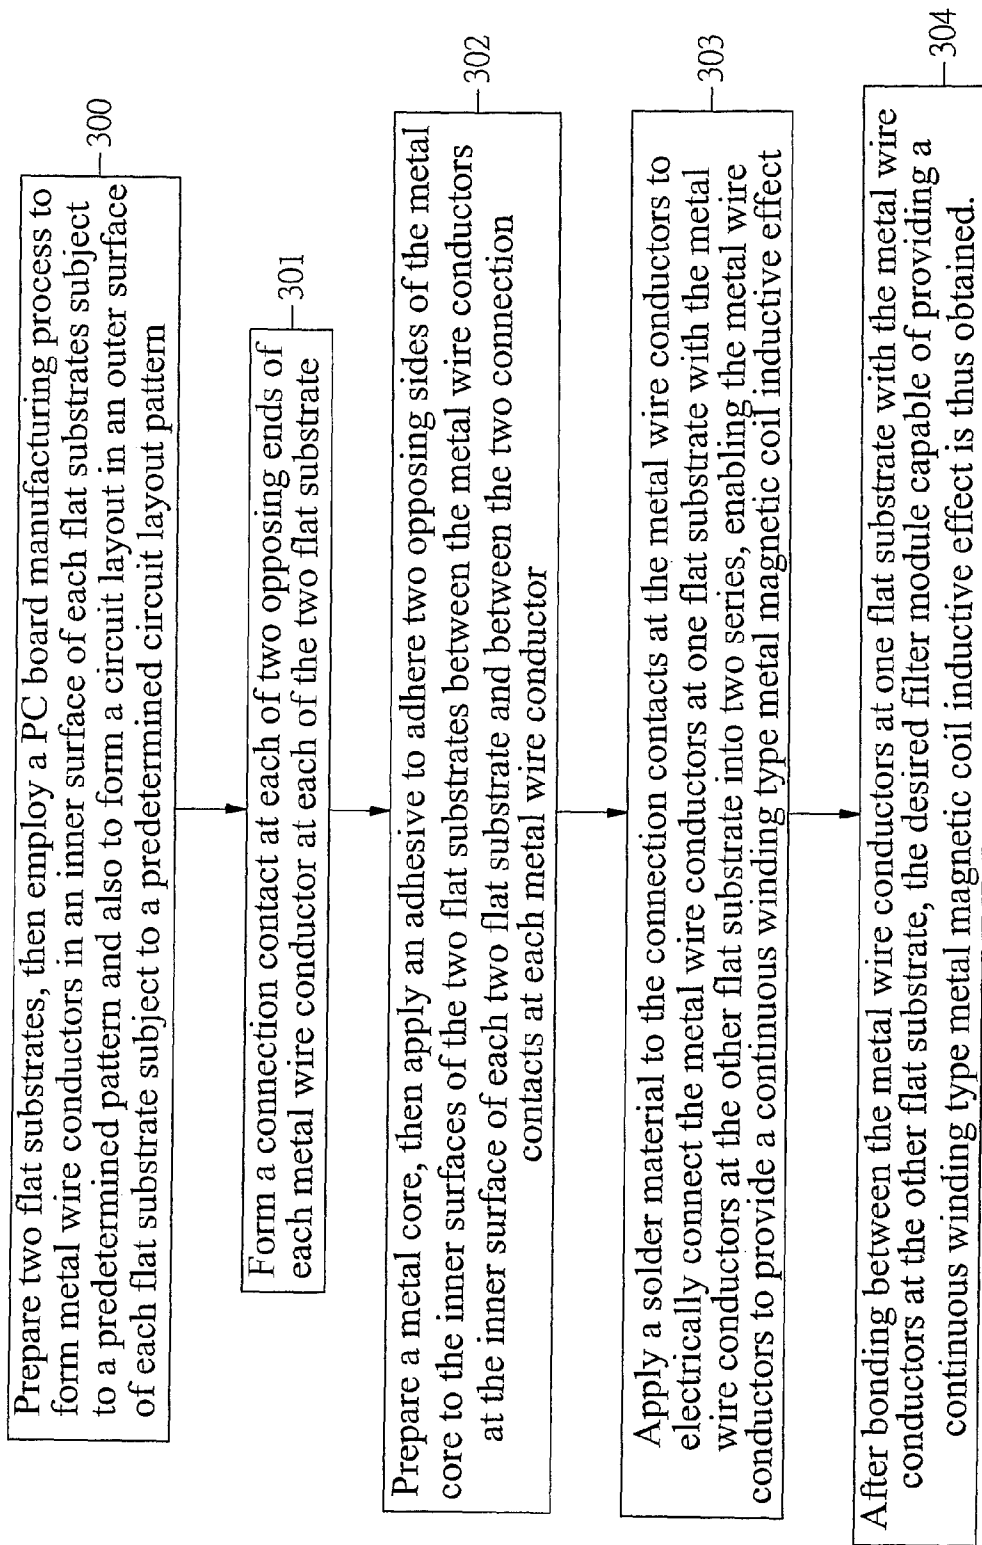 Prepare two flat substrates, then employ a PC board manufacturing process to
form metal wire conductors in an inner surface of each flat substrates subject
to a predetermined pattern and also to form a circuit layout in an outer surface
of each flat substrate subject to a predetermined circuit layout pattern
300
Form a connection contact at each of two opposing ends of
each metal wire conductor at each of the two flat substrate
301
Prepare a metal core, then apply an adhesive to adhere two opposing sides of the metal
core to the inner surfaces of the two flat substrates between the metal wire conductors
at the inner surface of each two flat substrate and between the two connection
contacts at each metal wire conductor
302
Apply a solder material to the connection contacts at the metal wire conductors to
electrically connect the metal wire conductors at one flat substrate with the metal
wire conductors at the other flat substrate into two series, enabling the metal wire
conductors to provide a continuous winding type metal magnetic coil inductive effect
303
After bonding between the metal wire conductors at one flat substrate with the metal wire
conductors at the other flat substrate, the desired filter module capable of providing a
continuous winding type metal magnetic coil inductive effect is thus obtained.
304